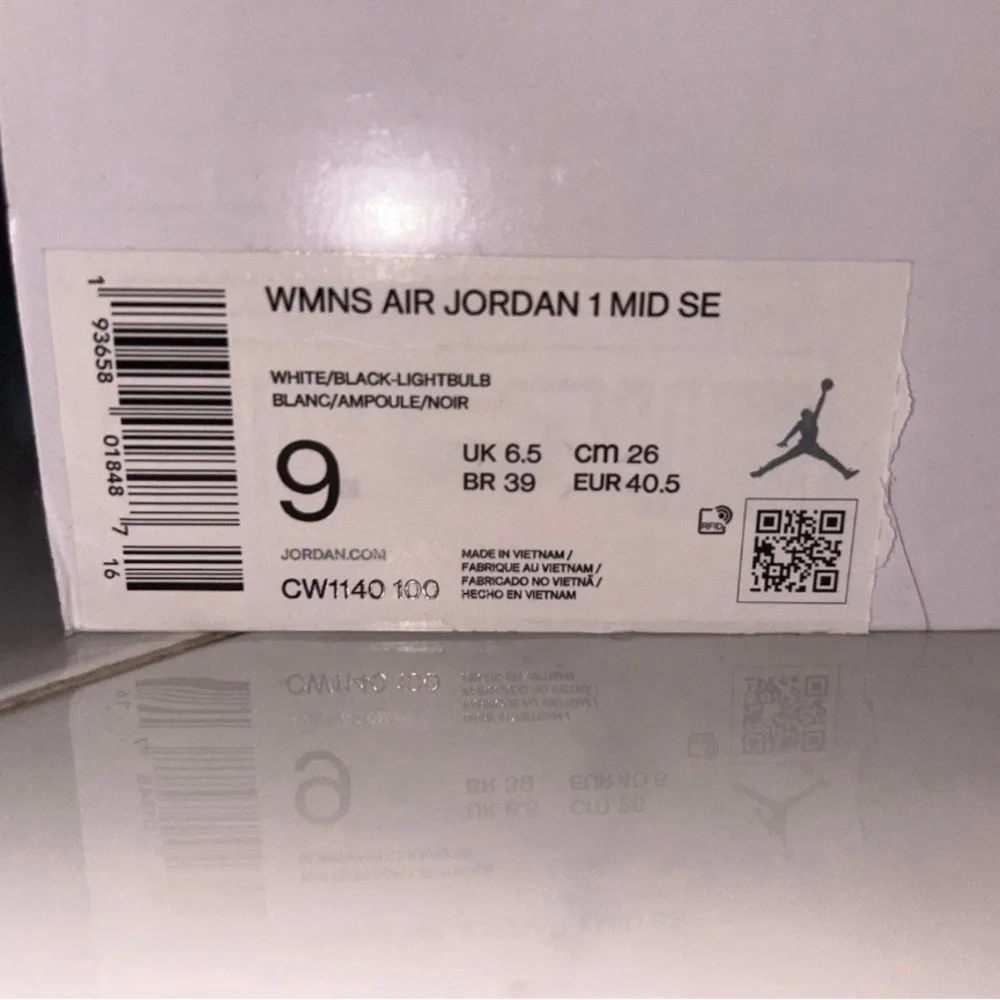 WMNS AIR JORDAN 1 MID SE
WHITE/BLACK-LIGHTBULB
BLANC/AMPOULE/NOIR
9
UK 6.5 cm 26
BR 39 EUR 40.5
RFID
JORDAN.COM
CW1140 100
MADE IN VIETNAM /
FABRIQUE AU VIETNAM /
FABRICADO NO VIETNÃ /
HECHO EN VIETNAM
1 93658 01848 7 16